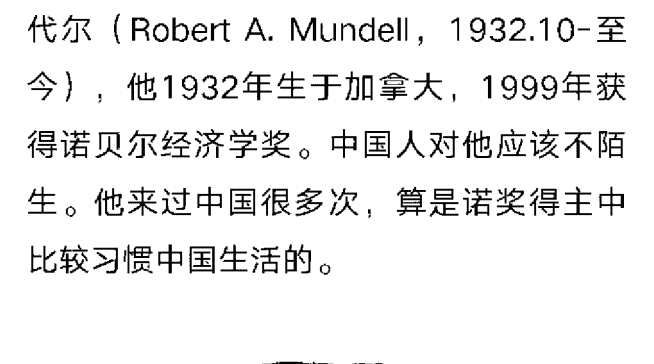 代尔（Robert A. Mundell，1932.10-至
今），他1932年生于加拿大，1999年获
得诺贝尔经济学奖。中国人对他应该不陌
生。他来过中国很多次，算是诺奖得主中
比较习惯中国生活的。